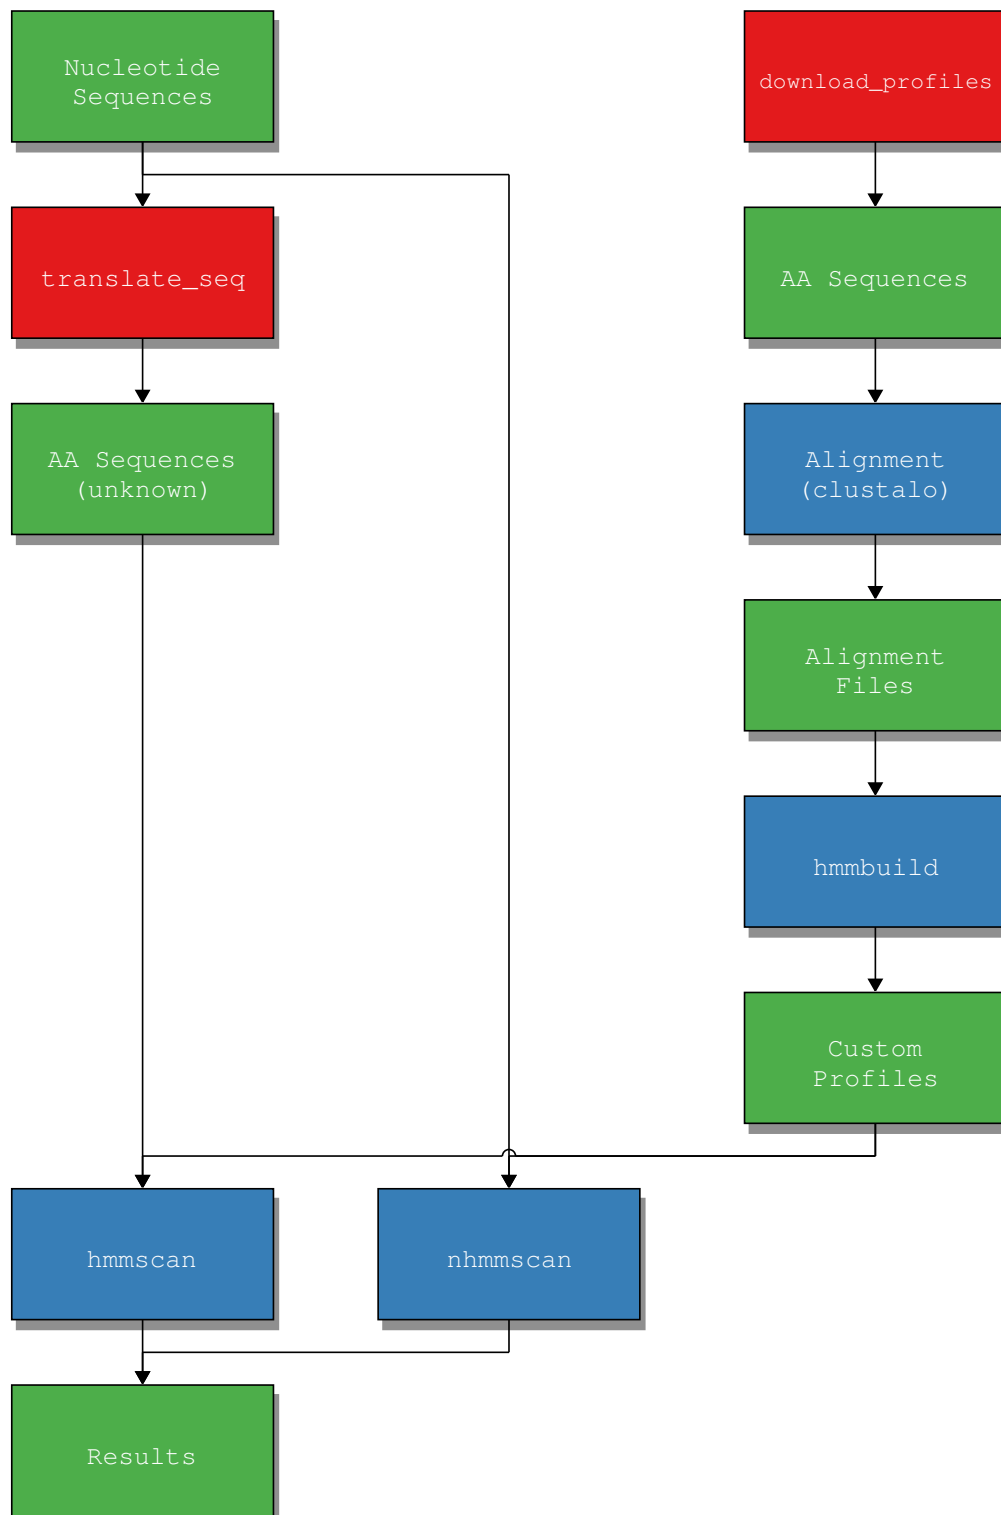 Nucleotide
Sequences
download_profiles
translate_seq
AA Sequences
AA Sequences
(unknown)
Alignment
(clustalo)
Alignment
Files
hmmbuild
Custom
Profiles
hmmscan
nhmmscan
Results